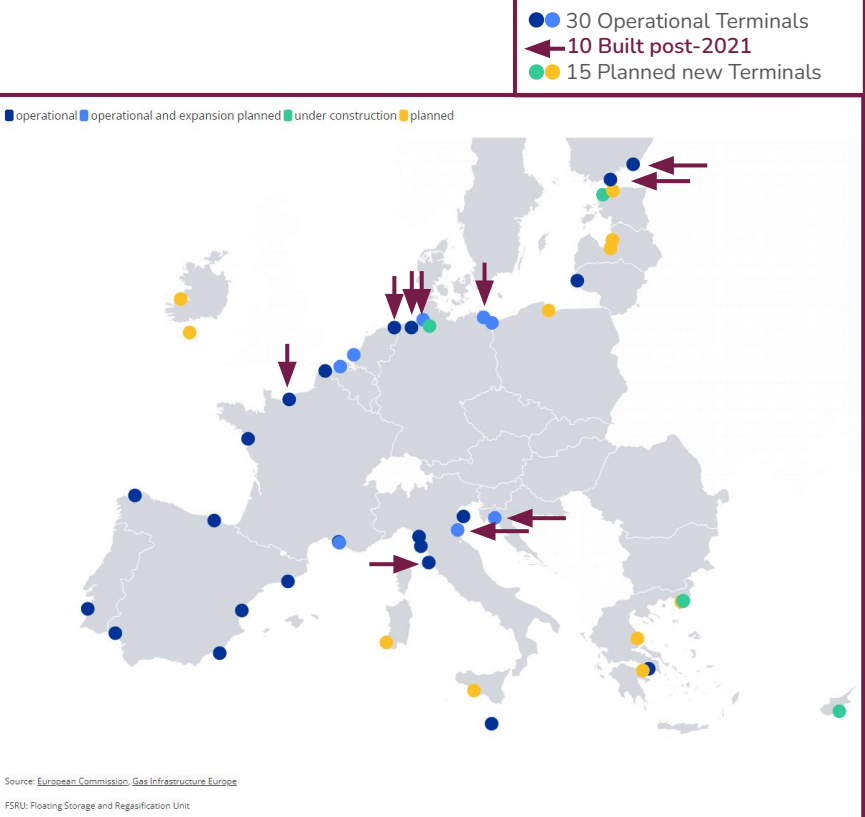 30 Operational Terminals
10 Built post-2021
15 Planned new Terminals
operational operational and expansion planned under construction planned
Source: European Commission, Gas Infrastructure Europe
FSRU: Floating Storage and Regasification Unit